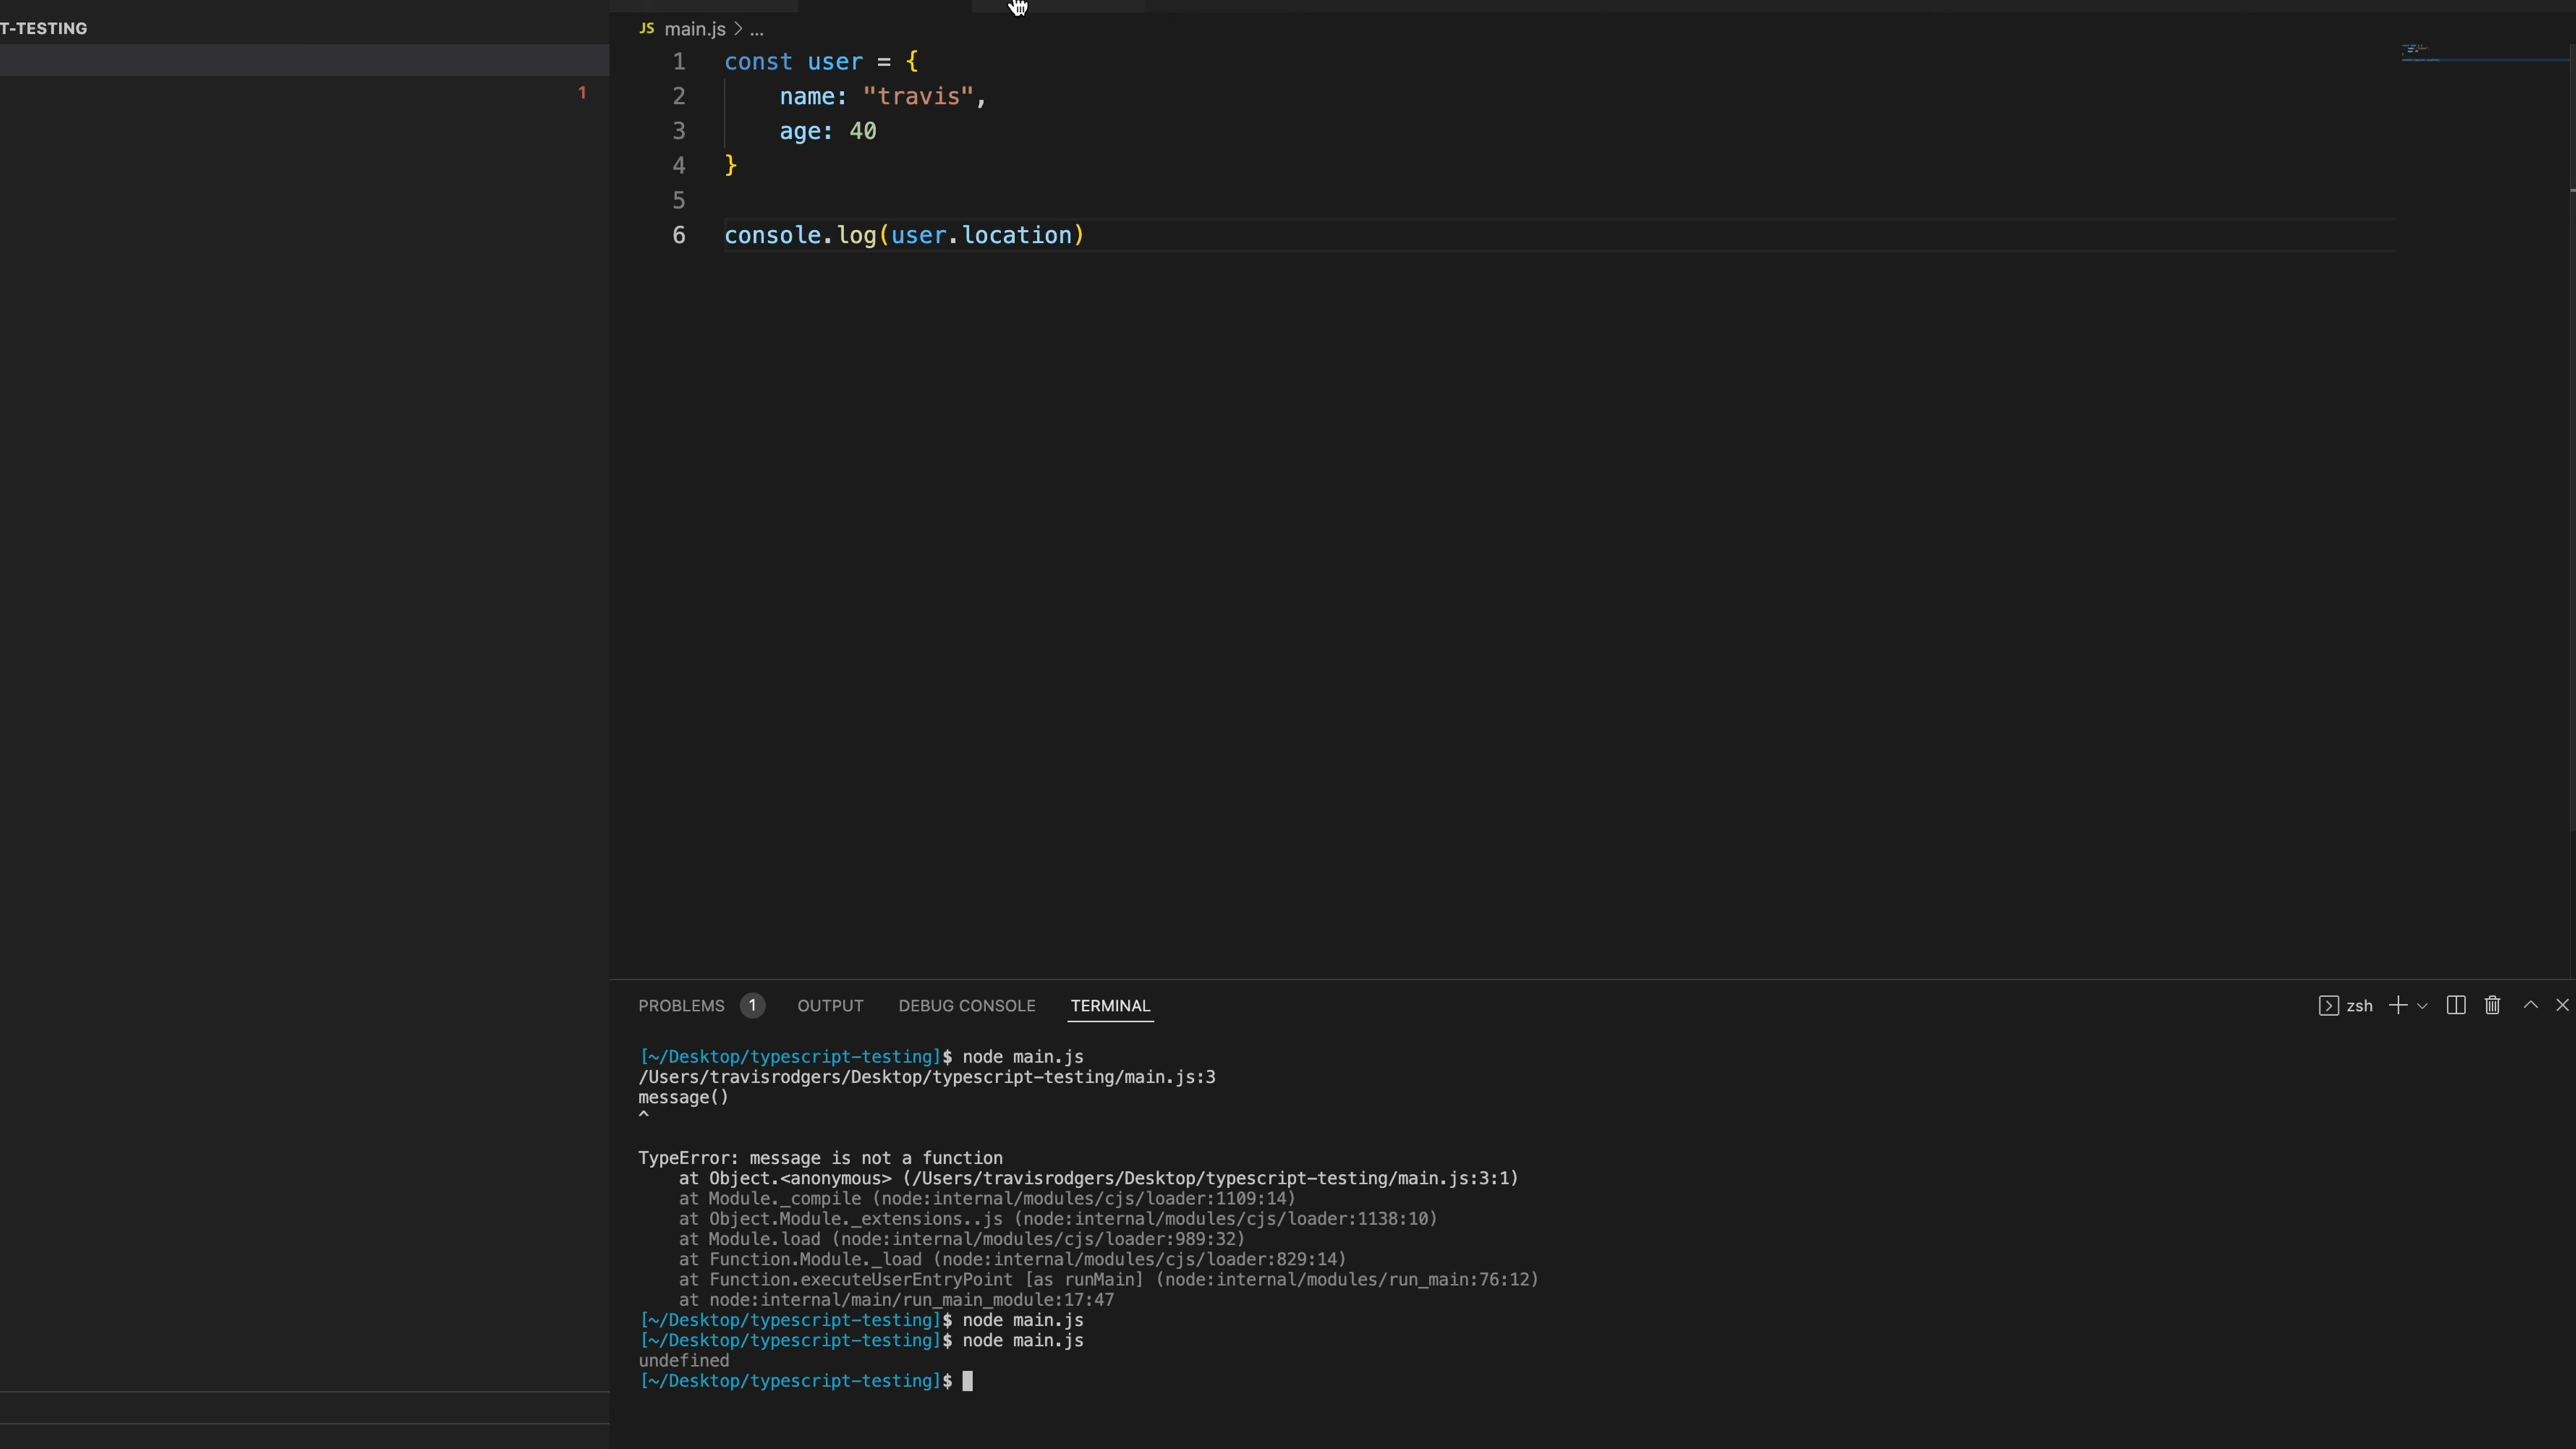 T-TESTING
1
JS main.js > ...
1 const user = {
2 name: "travis",
3 age: 40
4 }
5
6 console.log(user.location)
PROBLEMS 1 OUTPUT DEBUG CONSOLE TERMINAL zsh
[~/Desktop/typescript-testing]$ node main.js
/Users/travisrodgers/Desktop/typescript-testing/main.js:3
message()
^
TypeError: message is not a function
at Object.<anonymous> (/Users/travisrodgers/Desktop/typescript-testing/main.js:3:1)
at Module._compile (node:internal/modules/cjs/loader:1109:14)
at Object.Module._extensions..js (node:internal/modules/cjs/loader:1138:10)
at Module.load (node:internal/modules/cjs/loader:989:32)
at Function.Module._load (node:internal/modules/cjs/loader:829:14)
at Function.executeUserEntryPoint [as runMain] (node:internal/modules/run_main:76:12)
at node:internal/main/run_main_module:17:47
[~/Desktop/typescript-testing]$ node main.js
[~/Desktop/typescript-testing]$ node main.js
undefined
[~/Desktop/typescript-testing]$